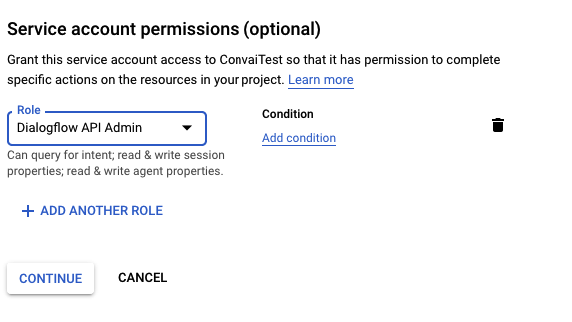 Service account permissions (optional)
Grant this service account access to ConvaiTest so that it has permission to complete
specific actions on the resources in your project. Learn more
Role
Dialogflow API Admin
Condition
Add condition
Can query for intent; read & write session
properties; read & write agent properties.
ADD ANOTHER ROLE
CONTINUE
CANCEL